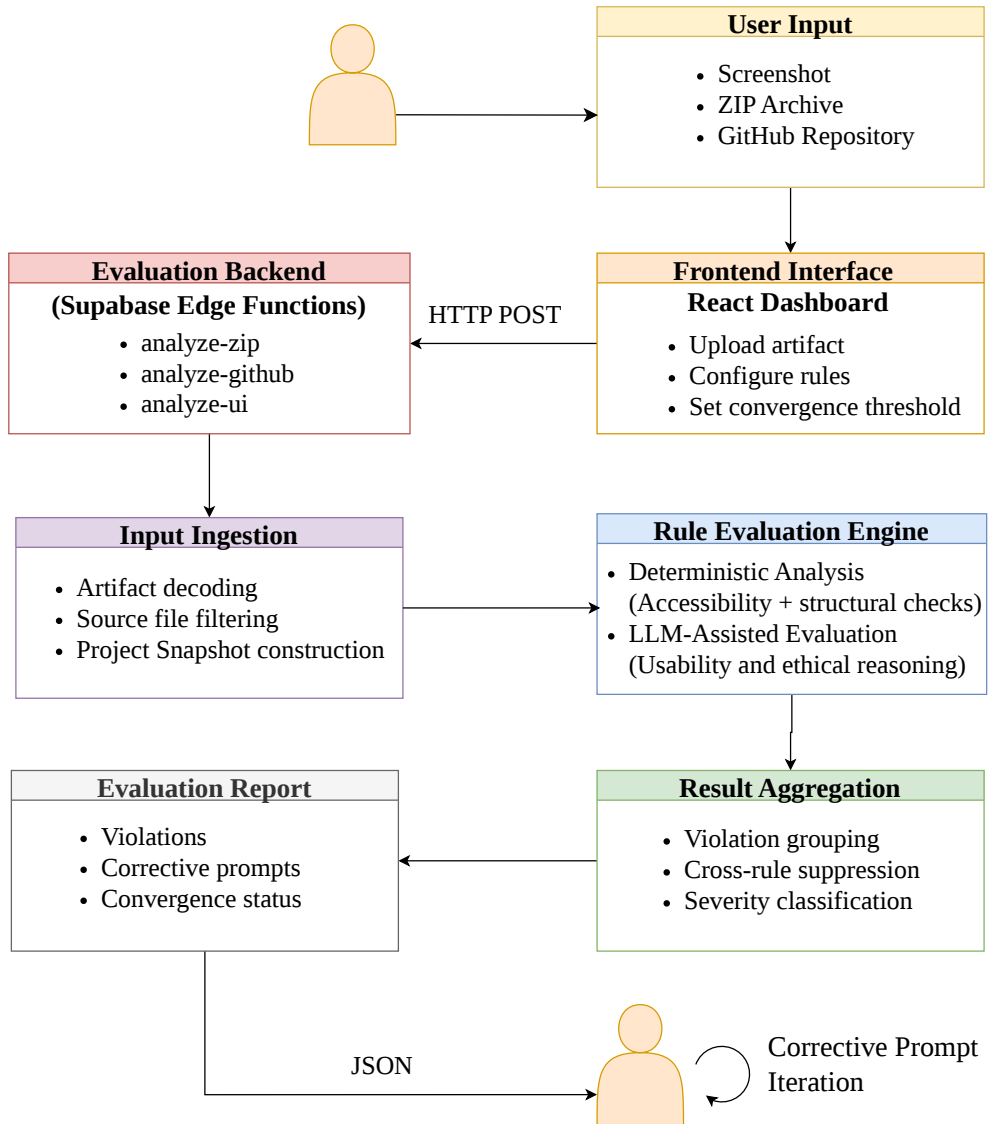 User Input
• Screenshot
• ZIP Archive
• GitHub Repository
Frontend Interface
React Dashboard
• Upload artifact
• Configure rules
• Set convergence threshold
HTTP POST
Evaluation Backend
(Supabase Edge Functions)
• analyze-zip
• analyze-github
• analyze-ui
Input Ingestion
• Artifact decoding
• Source file filtering
• Project Snapshot construction
Rule Evaluation Engine
• Deterministic Analysis
(Accessibility + structural checks)
• LLM-Assisted Evaluation
(Usability and ethical reasoning)
Result Aggregation
• Violation grouping
• Cross-rule suppression
• Severity classification
Evaluation Report
• Violations
• Corrective prompts
• Convergence status
JSON
Corrective Prompt
Iteration